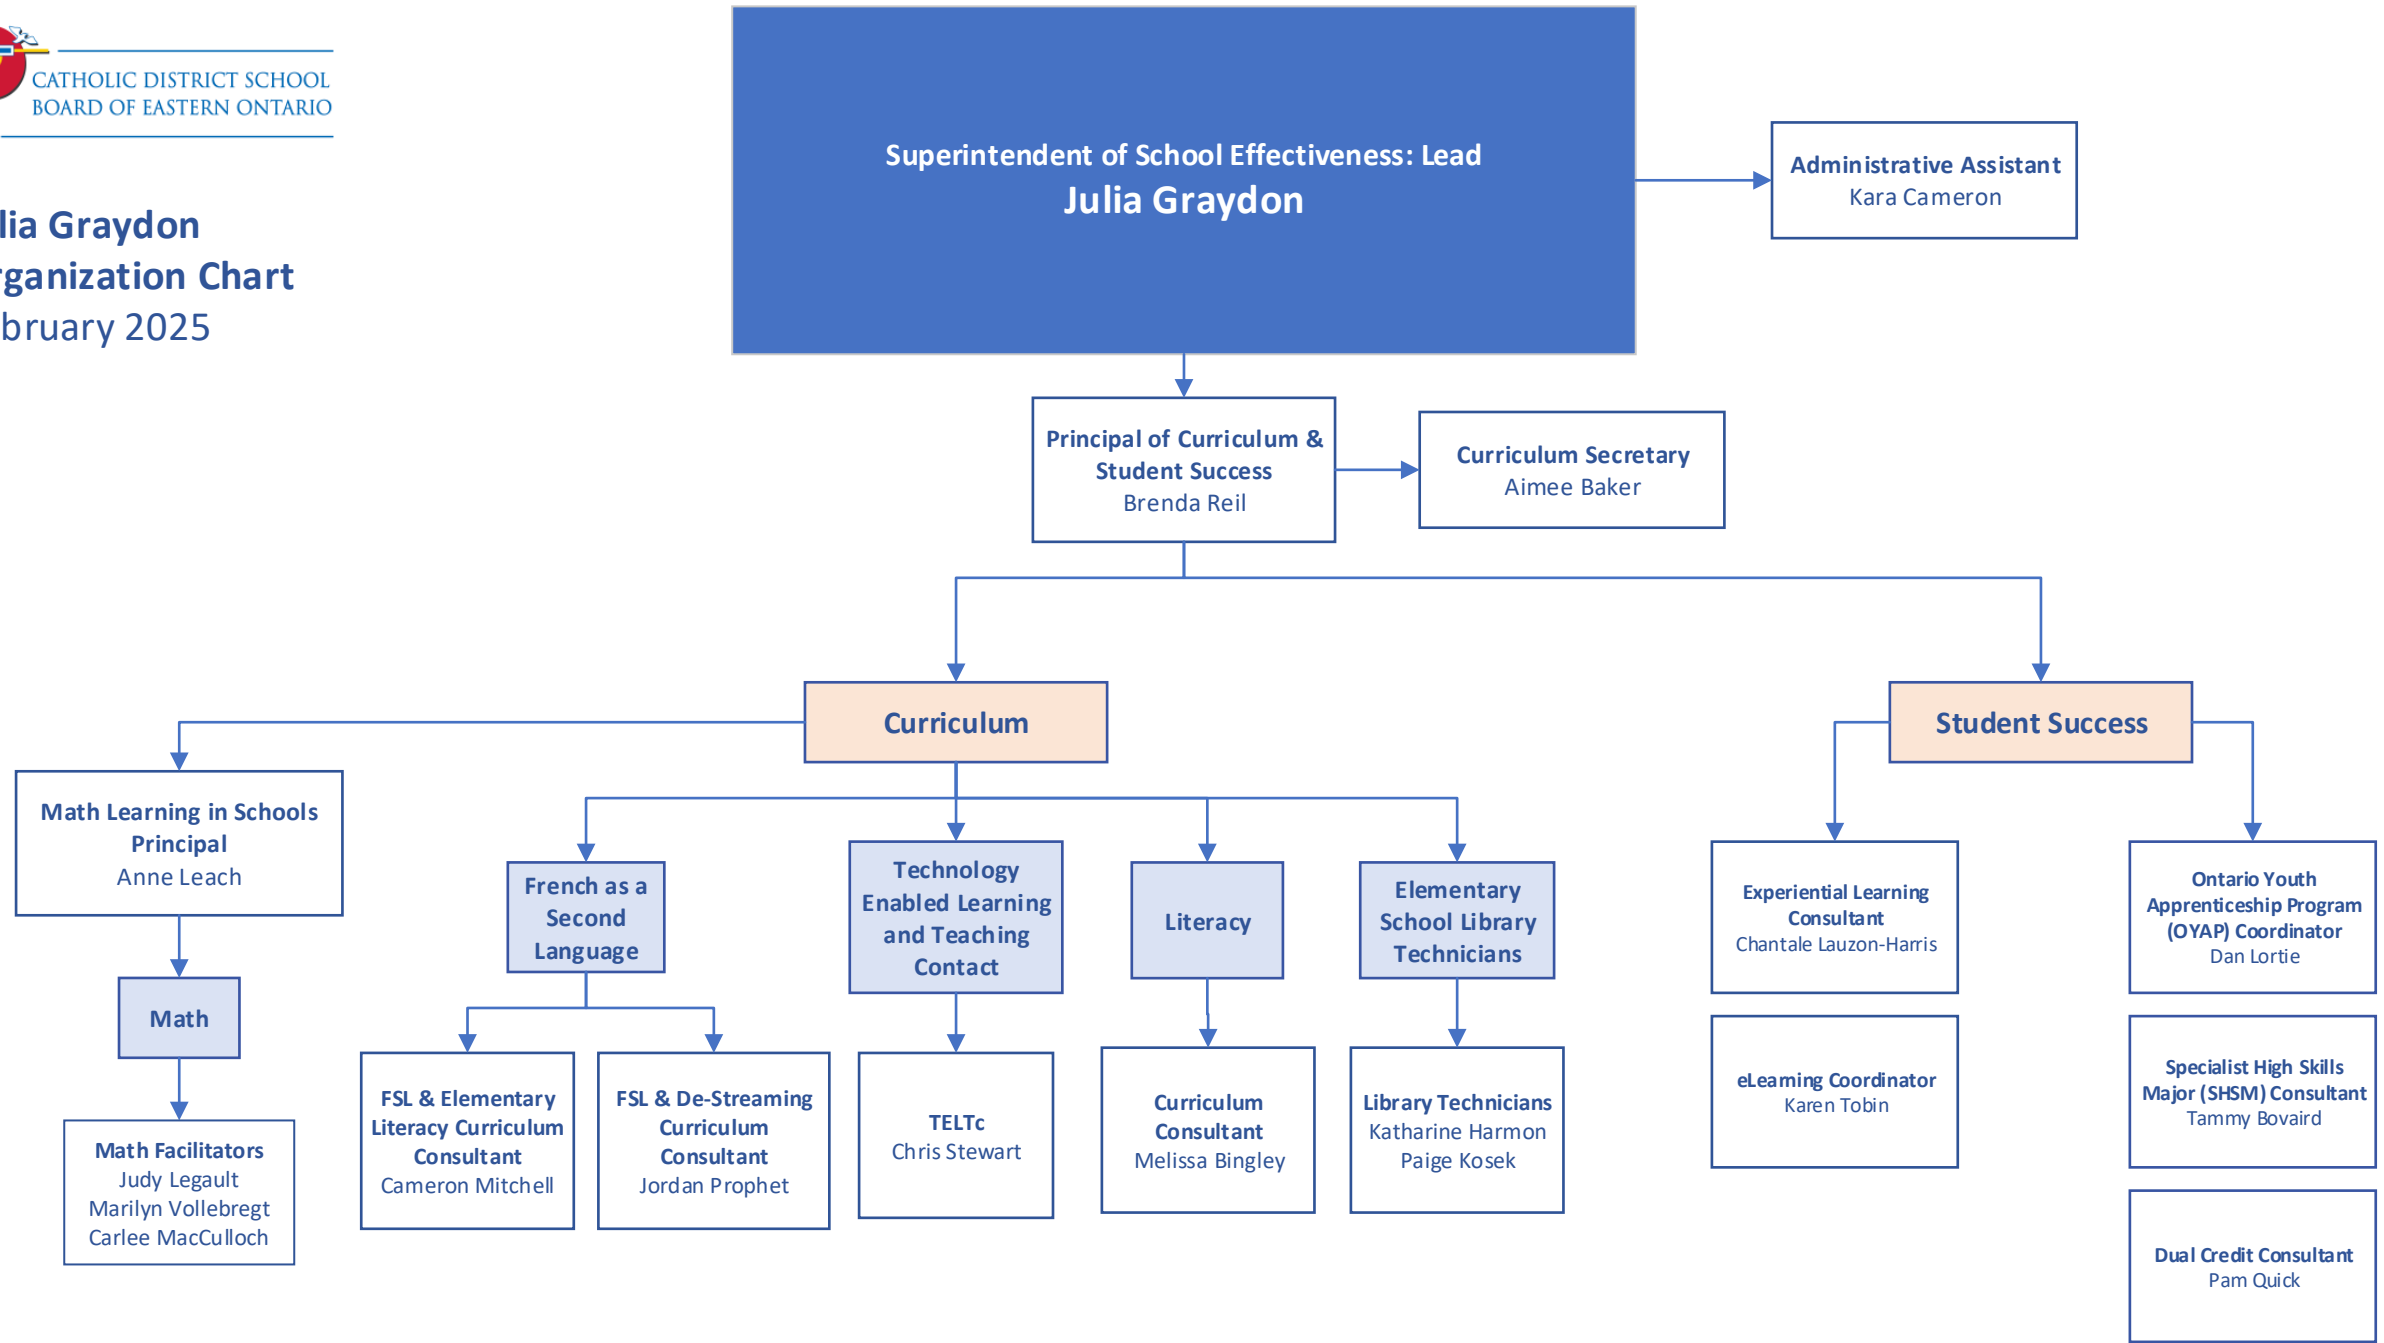 CATHOLIC DISTRICT SCHOOL
BOARD OF EASTERN ONTARIO
lia Graydon
rganization Chart
bruary 2025
Superintendent of School Effectiveness: Lead
Julia Graydon
Administrative Assistant
Kara Cameron
Principal of Curriculum &
Student Success
Brenda Reil
Curriculum Secretary
Aimee Baker
Curriculum
Student Success
Math Learning in Schools
Principal
Anne Leach
French as a
Second
Language
Technology
Enabled Learning
and Teaching
Contact
Literacy
Elementary
School Library
Technicians
Experiential Learning
Consultant
Chantale Lauzon-Harris
Ontario Youth
Apprenticeship Program
(OYAP) Coordinator
Dan Lortie
Math
eLearning Coordinator
Karen Tobin
Specialist High Skills
Major (SHSM) Consultant
Tammy Bovaird
Math Facilitators
Judy Legault
Marilyn Vollebregt
Carlee MacCulloch
FSL & Elementary
Literacy Curriculum
Consultant
Cameron Mitchell
FSL & De-Streaming
Curriculum
Consultant
Jordan Prophet
TELTc
Chris Stewart
Curriculum
Consultant
Melissa Bingley
Library Technicians
Katharine Harmon
Paige Kosek
Dual Credit Consultant
Pam Quick